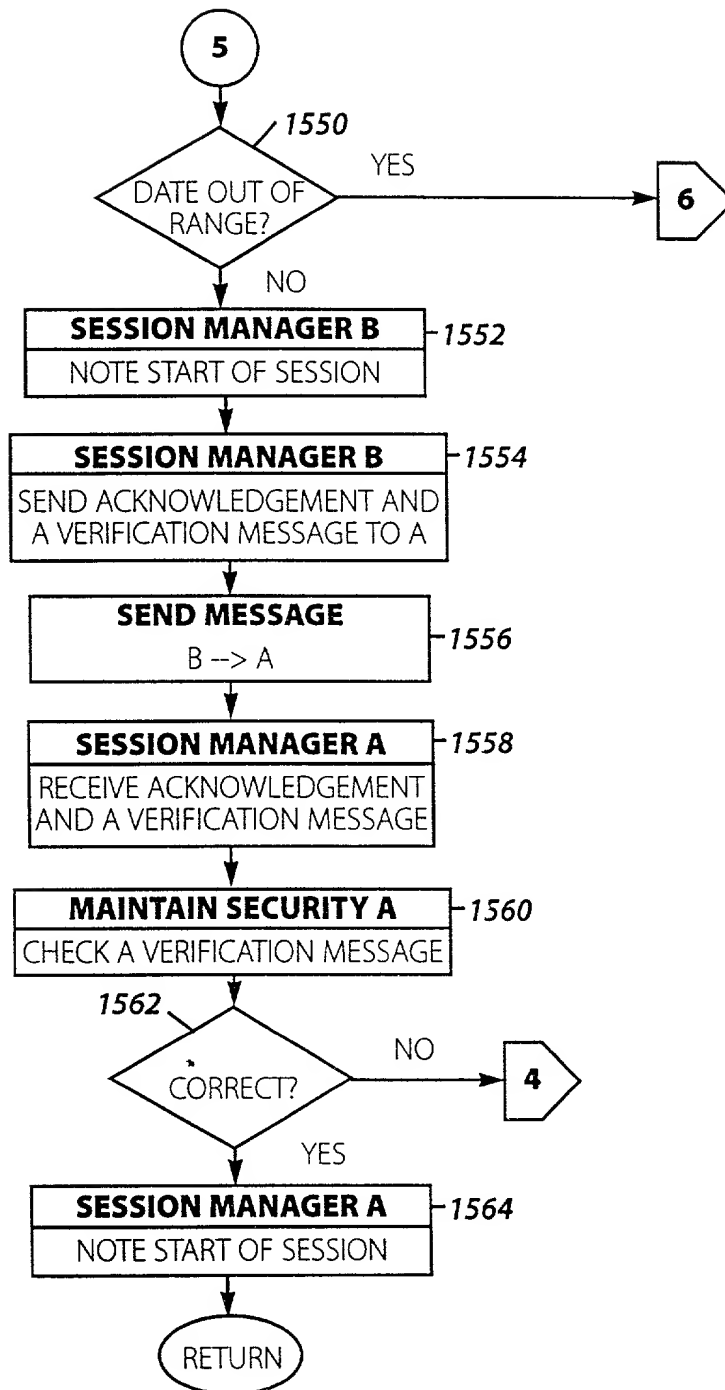 5
1550
DATE OUT OF
RANGE?
YES
6
NO
SESSION MANAGER B
1552
NOTE START OF SESSION
SESSION MANAGER B
1554
SEND ACKNOWLEDGEMENT AND
A VERIFICATION MESSAGE TO A
SEND MESSAGE
B --> A
1556
SESSION MANAGER A
1558
RECEIVE ACKNOWLEDGEMENT
AND A VERIFICATION MESSAGE
MAINTAIN SECURITY A
1560
CHECK A VERIFICATION MESSAGE
1562
CORRECT?
NO
4
YES
SESSION MANAGER A
1564
NOTE START OF SESSION
RETURN